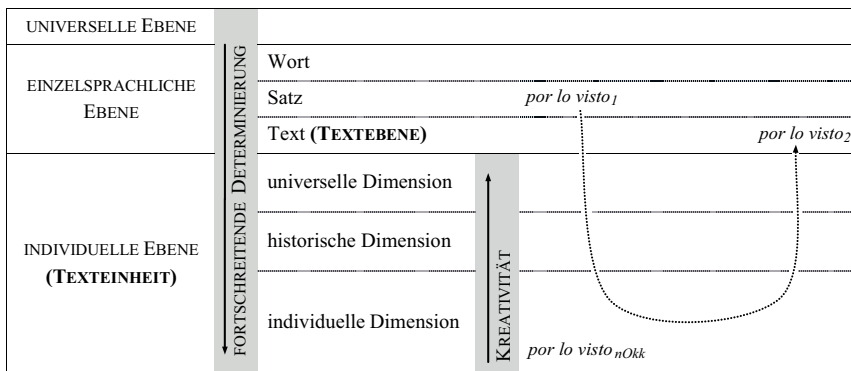 UNIVERSELLE EBENE
FORTSCHREITENDE DETERMINIERUNG
EINZELSPRACHLICHE
EBENE
Wort
Satz
por lo visto1
Text (TEXTEBENE)
por lo visto2
INDIVIDUELLE EBENE
(TEXTEINHEIT)
universelle Dimension
historische Dimension
individuelle Dimension
KREATIVITÄT
por lo visto nOkk